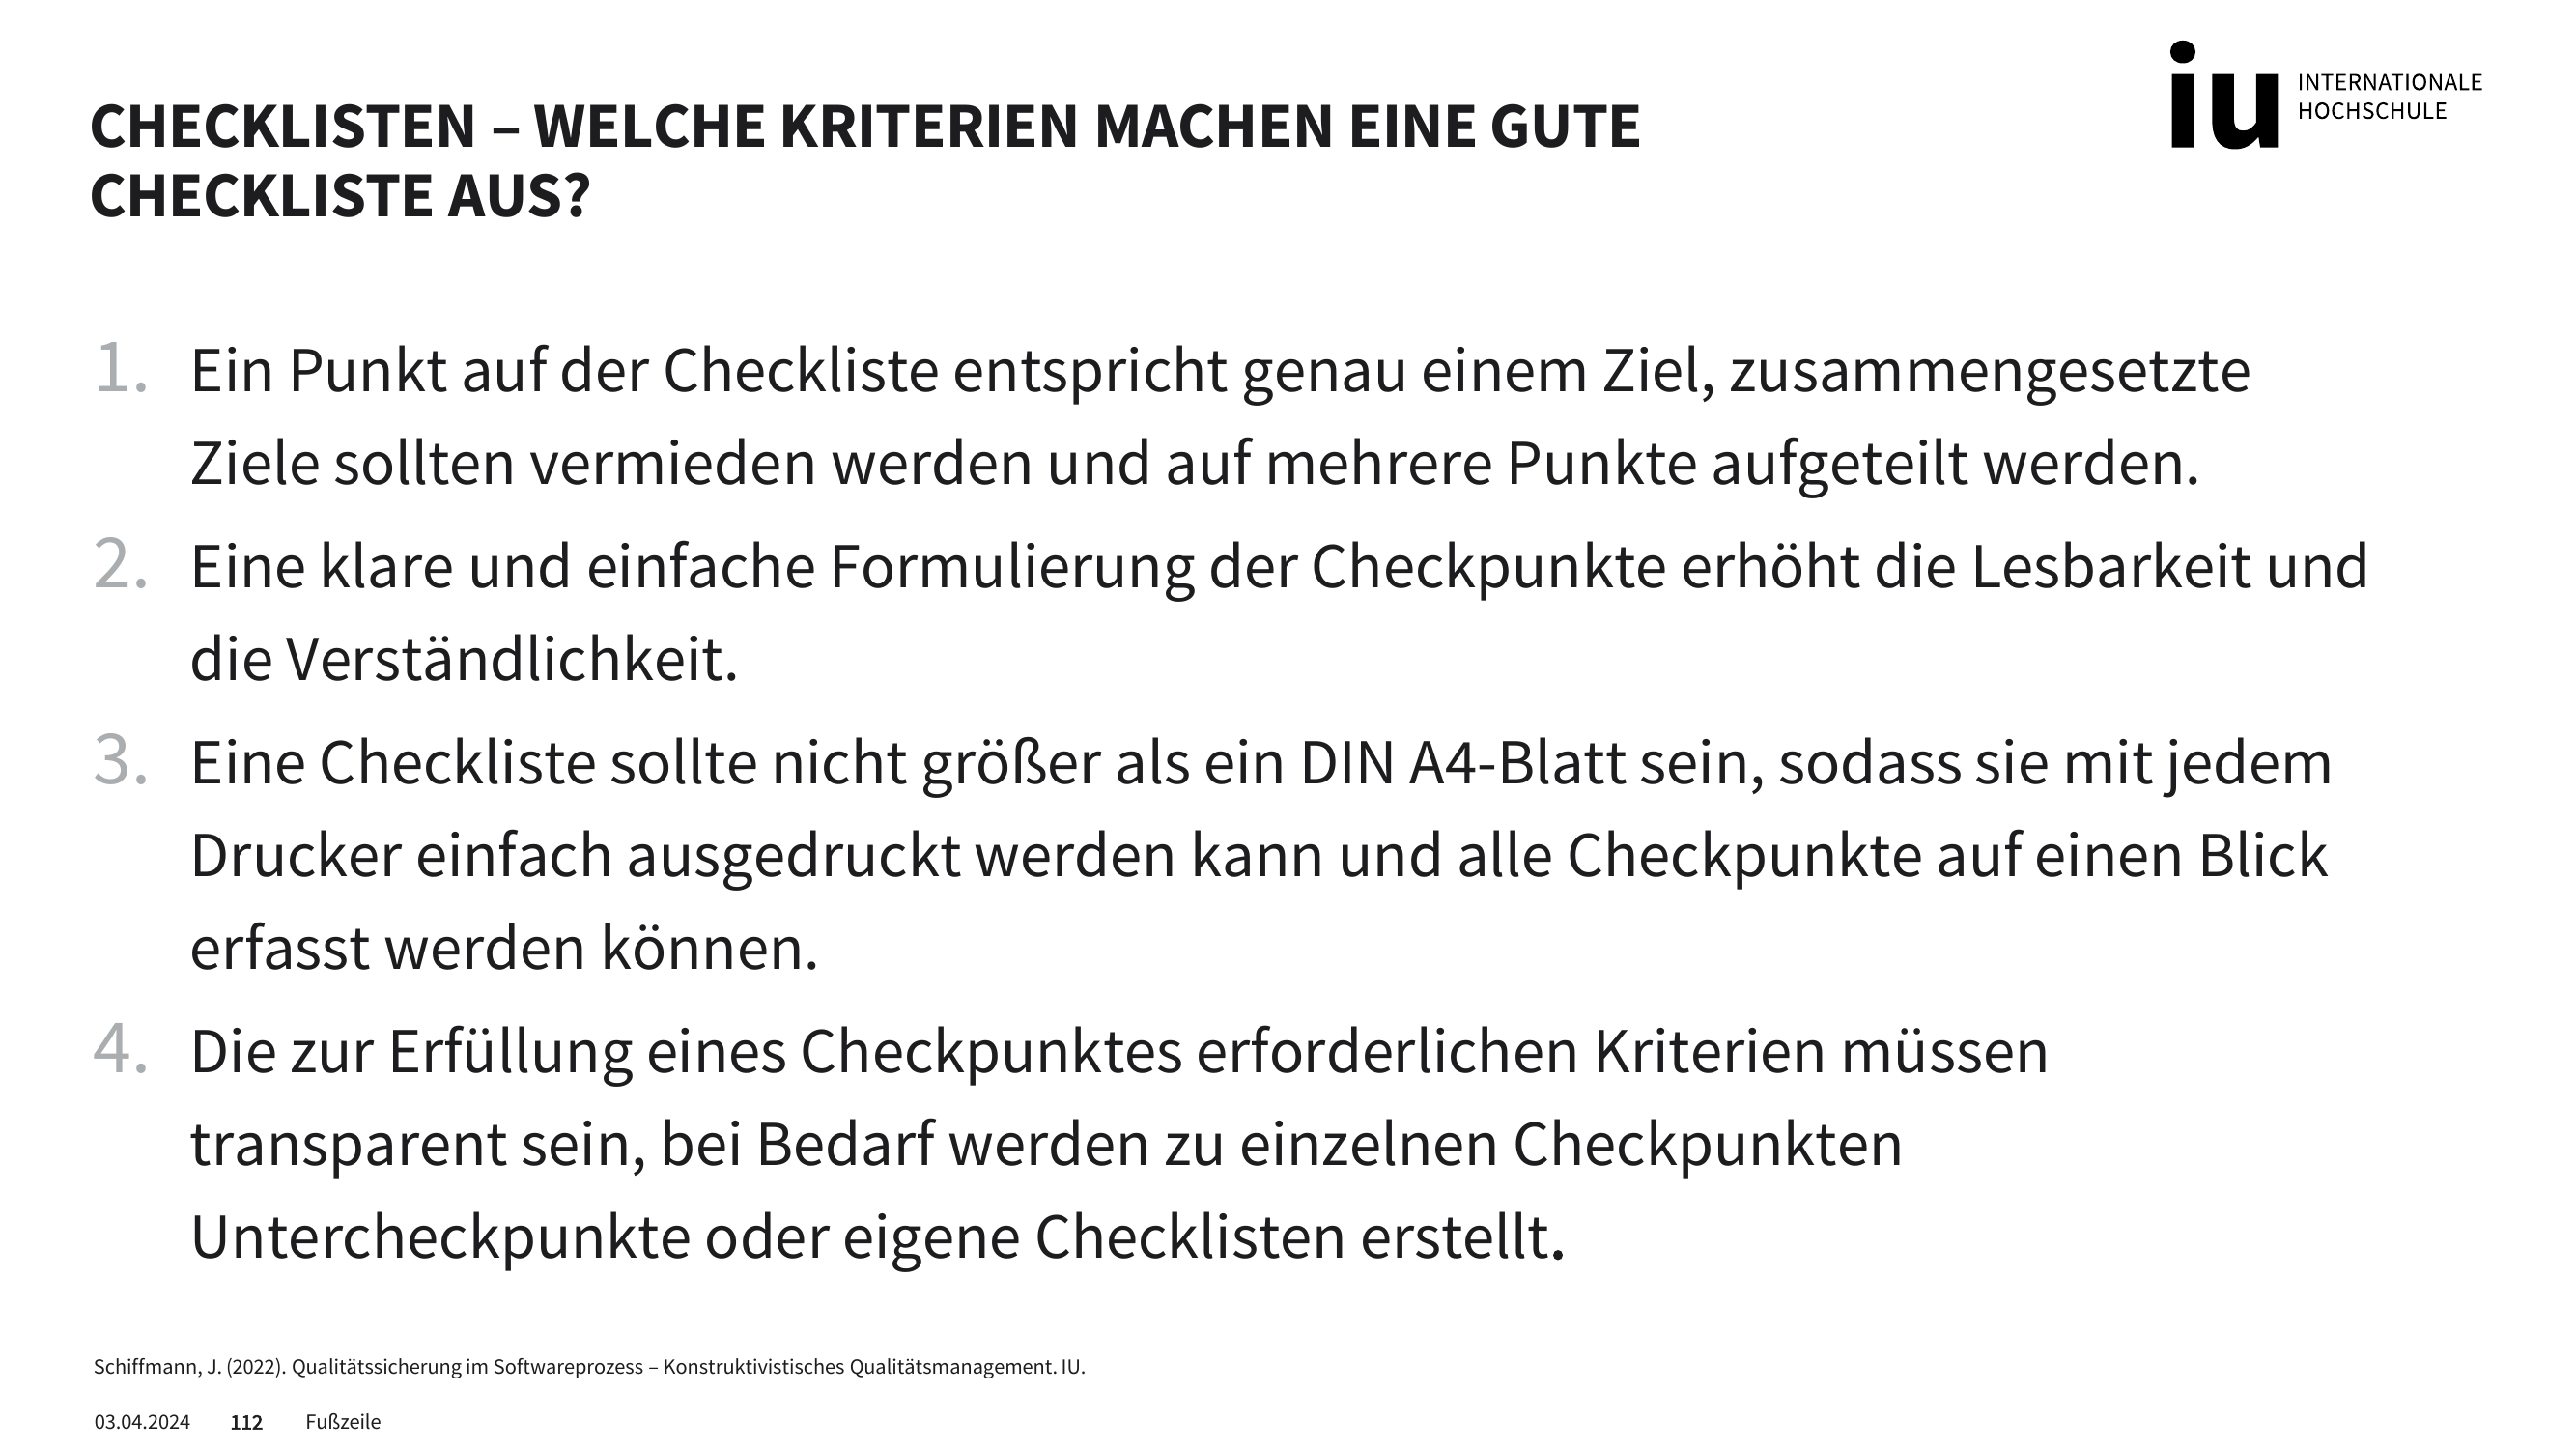 CHECKLISTEN – WELCHE KRITERIEN MACHEN EINE GUTE
CHECKLISTE AUS?
iu INTERNATIONALE
HOCHSCHULE
1. Ein Punkt auf der Checkliste entspricht genau einem Ziel, zusammengesetzte
Ziele sollten vermieden werden und auf mehrere Punkte aufgeteilt werden.
2. Eine klare und einfache Formulierung der Checkpunkte erhöht die Lesbarkeit und
die Verständlichkeit.
3. Eine Checkliste sollte nicht größer als ein DIN A4-Blatt sein, sodass sie mit jedem
Drucker einfach ausgedruckt werden kann und alle Checkpunkte auf einen Blick
erfasst werden können.
4. Die zur Erfüllung eines Checkpunktes erforderlichen Kriterien müssen
transparent sein, bei Bedarf werden zu einzelnen Checkpunkten
Untercheckpunkte oder eigene Checklisten erstellt.
Schiffmann, J. (2022). Qualitätssicherung im Softwareprozess – Konstruktivistisches Qualitätsmanagement. IU.
03.04.2024 112 Fußzeile